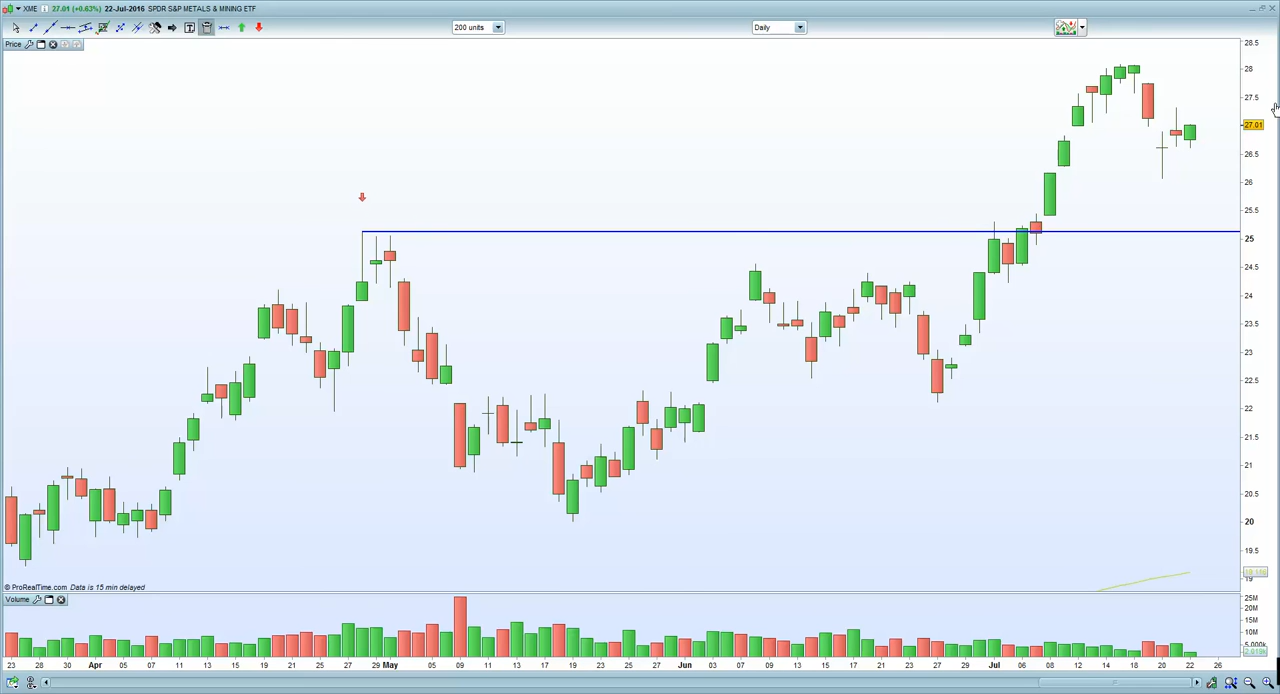 XME 27.01 (+0.63%) 22-Jul-2016 SPDR S&P METALS & MINING ETF
200 units Daily
Price
28.5
28
27.5
27.01
26.5
26
25.5
25
24.5
24
23.5
23
22.5
22
21.5
21
20.5
20
19.5
19
© ProRealTime.com Data is 15 min delayed
Volume
25M
20M
15M
10M
5.000k
23 28 30 Apr 05 07 11 13 15 19 21 25 27 29 May 05 09 11 13 17 19 23 25 27 Jun 03 07 09 13 15 17 21 23 27 29 Jul 06 08 12 14 18 20 22 26